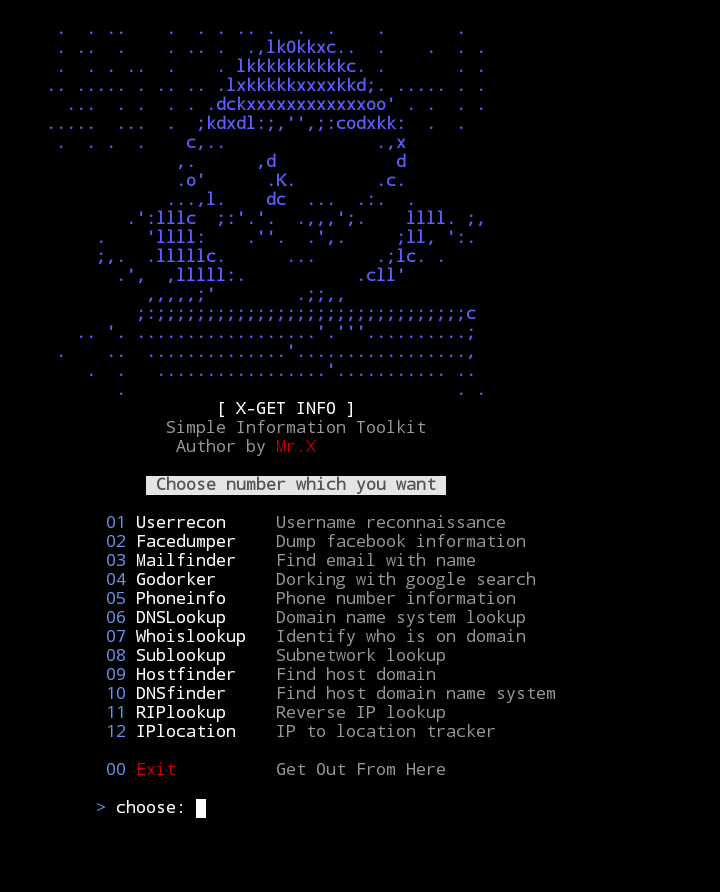 [ X-GET INFO ]
Simple Information Toolkit
Author by Mr.X
Choose number which you want
01 Userrecon Username reconnaissance
02 Facedumper Dump facebook information
03 Mailfinder Find email with name
04 Godorker Dorking with google search
05 Phoneinfo Phone number information
06 DNSLookup Domain name system lookup
07 Whoislookup Identify who is on domain
08 Sublookup Subnetwork lookup
09 Hostfinder Find host domain
10 DNSfinder Find host domain name system
11 RIPlookup Reverse IP lookup
12 IPlocation IP to location tracker
00 Exit Get Out From Here
> choose: